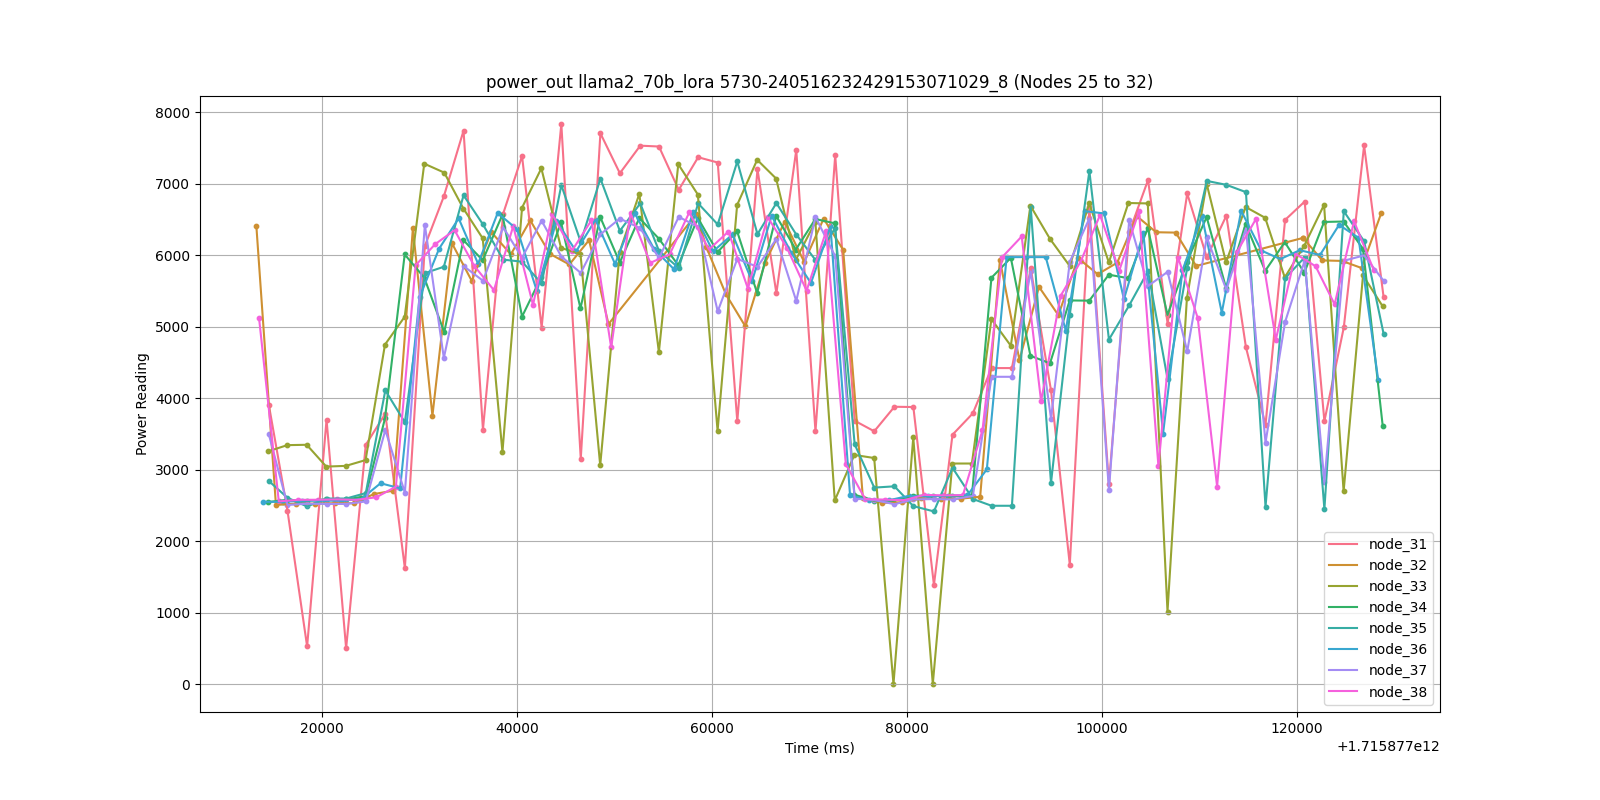 power_out llama2_70b_lora 5730-240516232429153071029_8 (Nodes 25 to 32)
8000
7000
6000
5000
4000
3000
2000
1000
0
Power Reading
node_31
node_32
node_33
node_34
node_35
node_36
node_37
node_38
20000 40000 60000 80000 100000 120000
Time (ms)
+1.715877e12